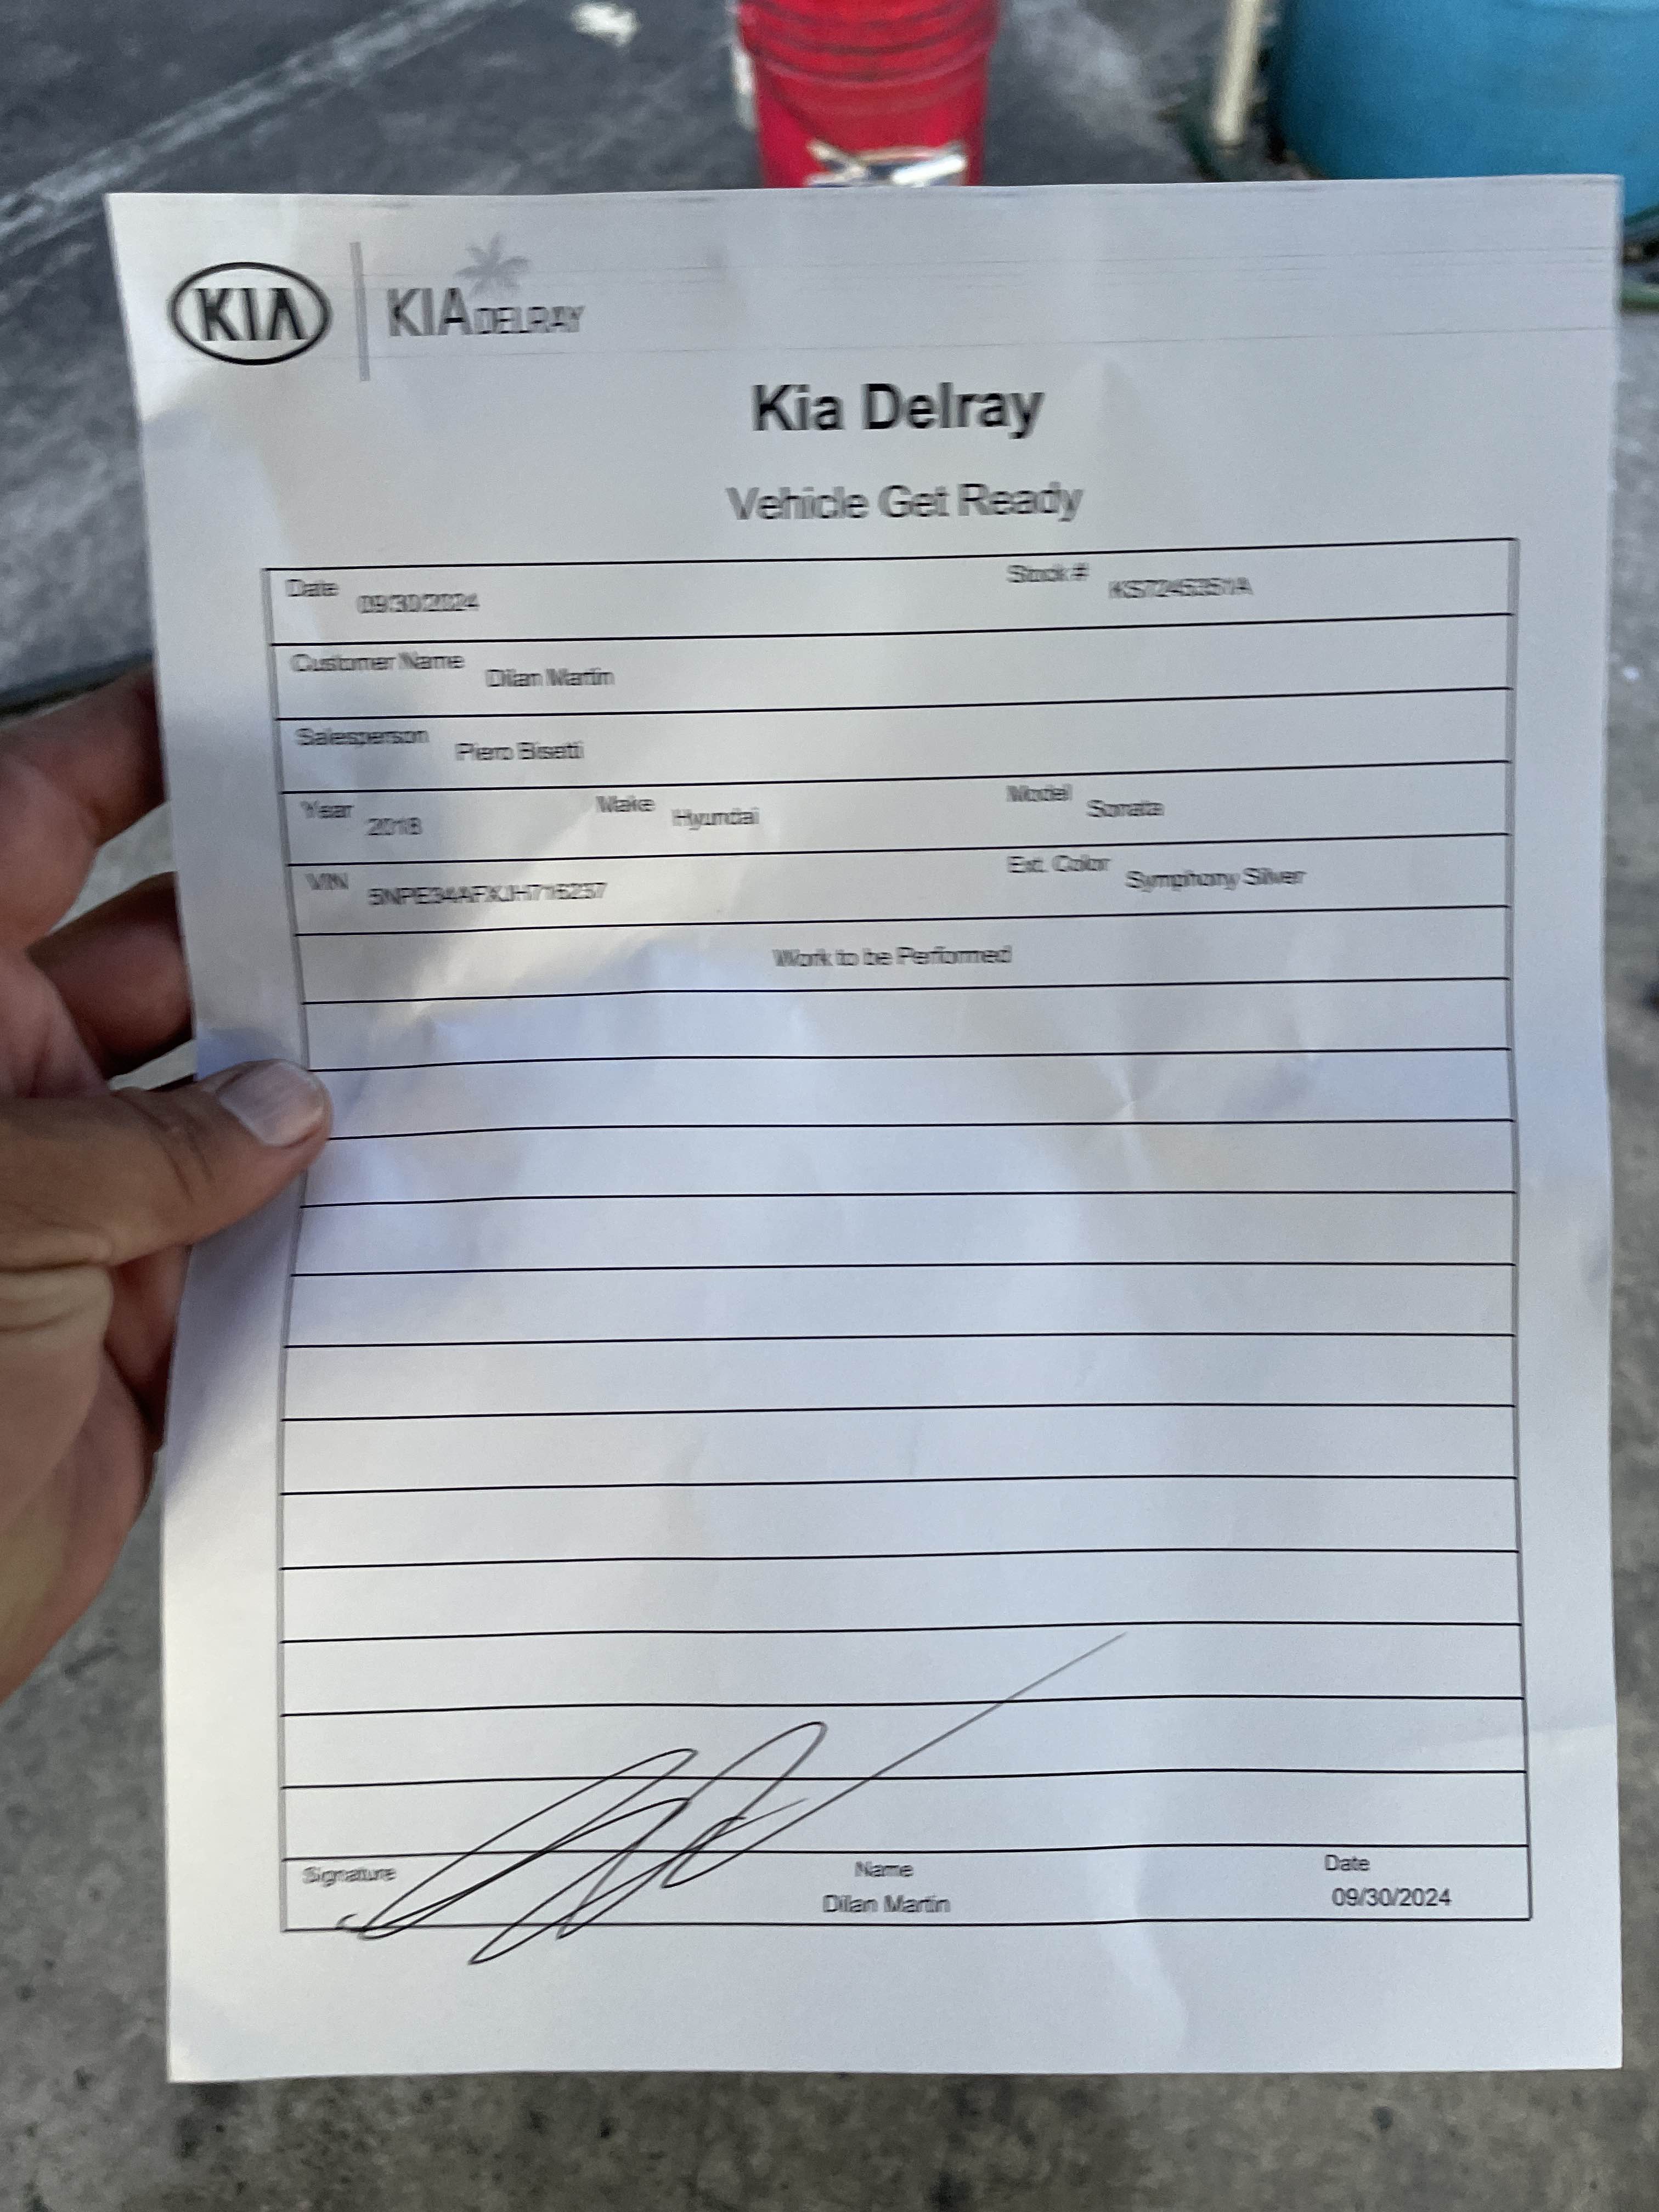 KIA KIA DELRAY
Kia Delray
Vehicle Get Ready
Date 09/30/2024 Stock #
Customer Name Dilan Martin
Salesperson Piero Bisetti
Year 2018 Make Hyundai Model Sonata
VIN Ext. Color Symphony Silver
Work to be Performed
Signature Name Date
Dilan Martin 09/30/2024